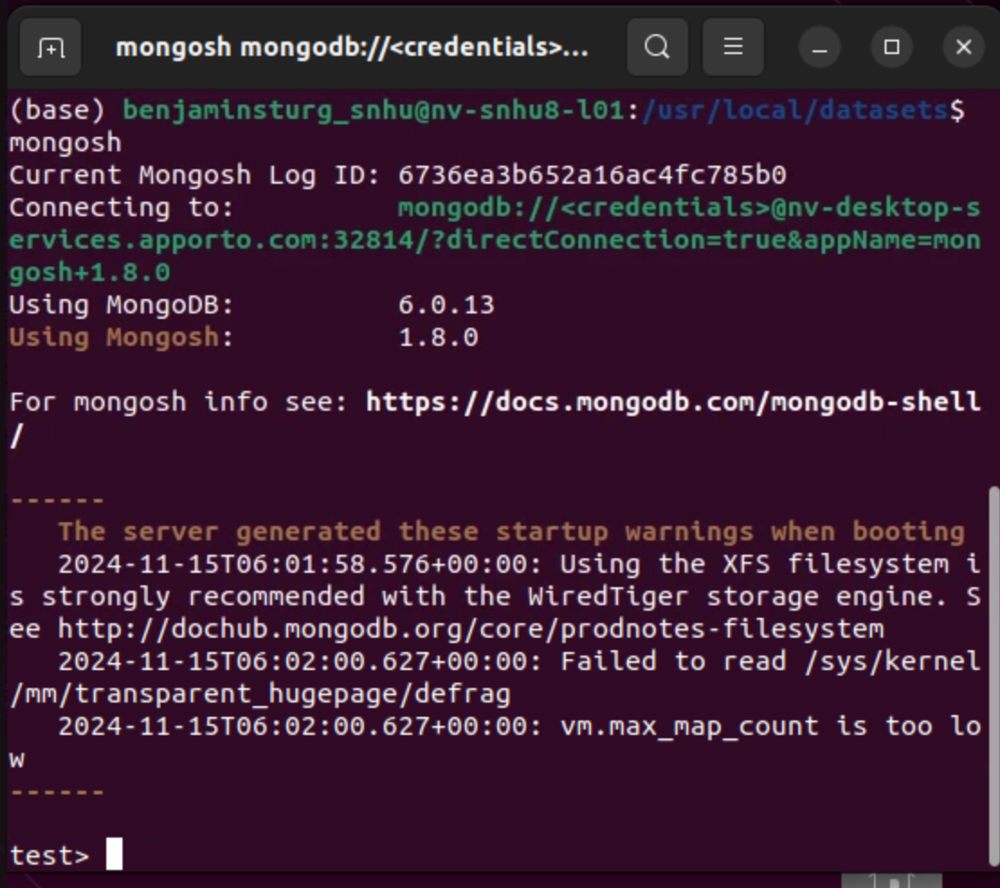 mongosh mongodb://<credentials>...
(base) benjaminsturg_snhu@nv-snhu8-l01:/usr/local/datasets$
mongosh
Current Mongosh Log ID: 6736ea3b652a16ac4fc785b0
Connecting to: mongodb://<credentials>@nv-desktop-s
ervices.apporto.com:32814/?directConnection=true&appName=mon
gosh+1.8.0
Using MongoDB: 6.0.13
Using Mongosh: 1.8.0
For mongosh info see: https://docs.mongodb.com/mongodb-shell
/
------
The server generated these startup warnings when booting
2024-11-15T06:01:58.576+00:00: Using the XFS filesystem i
s strongly recommended with the WiredTiger storage engine. S
ee http://dochub.mongodb.org/core/prodnotes-filesystem
2024-11-15T06:02:00.627+00:00: Failed to read /sys/kernel
/mm/transparent_hugepage/defrag
2024-11-15T06:02:00.627+00:00: vm.max_map_count is too lo
w
------
test>